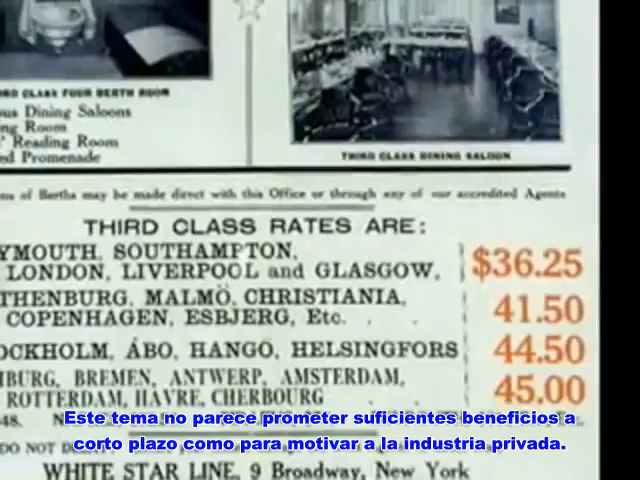 THIRD CLASS FOUR BERTH ROOM
THIRD CLASS DINING SALOON
Dining Saloons
Room
Reading Room
Promenade
of Berths may be made direct with this Office or through any of our accredited Agents
THIRD CLASS RATES ARE:
YMOUTH, SOUTHAMPTON,
LONDON, LIVERPOOL and GLASGOW, $36.25
THENBURG, MALMÖ, CHRISTIANIA,
COPENHAGEN, ESBJERG, Etc. . . 41.50
OCKHOLM, ÅBO, HANGO, HELSINGFORS 44.50
BURG, BREMEN, ANTWERP, AMSTERDAM,
ROTTERDAM, HAVRE, CHERBOURG 45.00
Este tema no parece prometer suficientes beneficios a
corto plazo como para motivar a la industria privada.
DO NOT
WHITE STAR LINE, 9 Broadway, New York